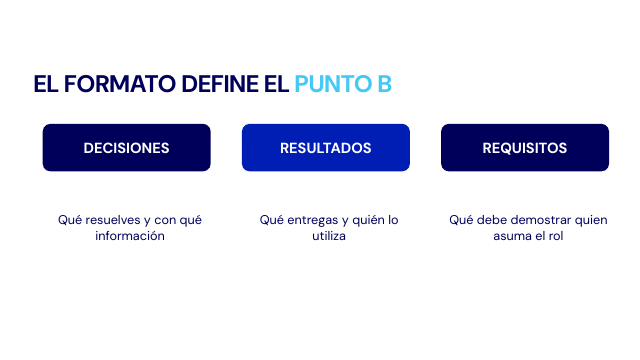 EL FORMATO DEFINE EL PUNTO B
DECISIONES
Qué resuelves y con qué
información
RESULTADOS
Qué entregas y quién lo
utiliza
REQUISITOS
Qué debe demostrar quien
asuma el rol